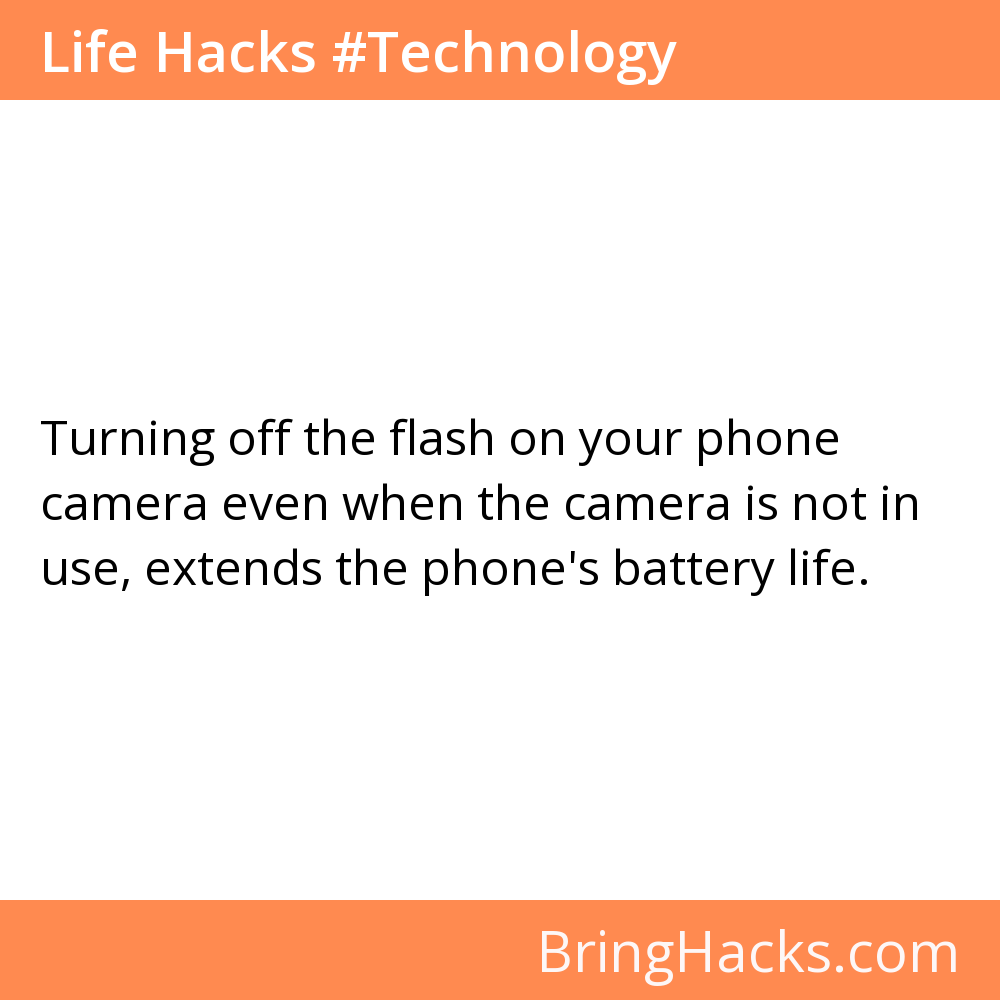 Life Hacks #Technology
Turning off the flash on your phone
camera even when the camera is not in
use, extends the phone's battery life.
BringHacks.com